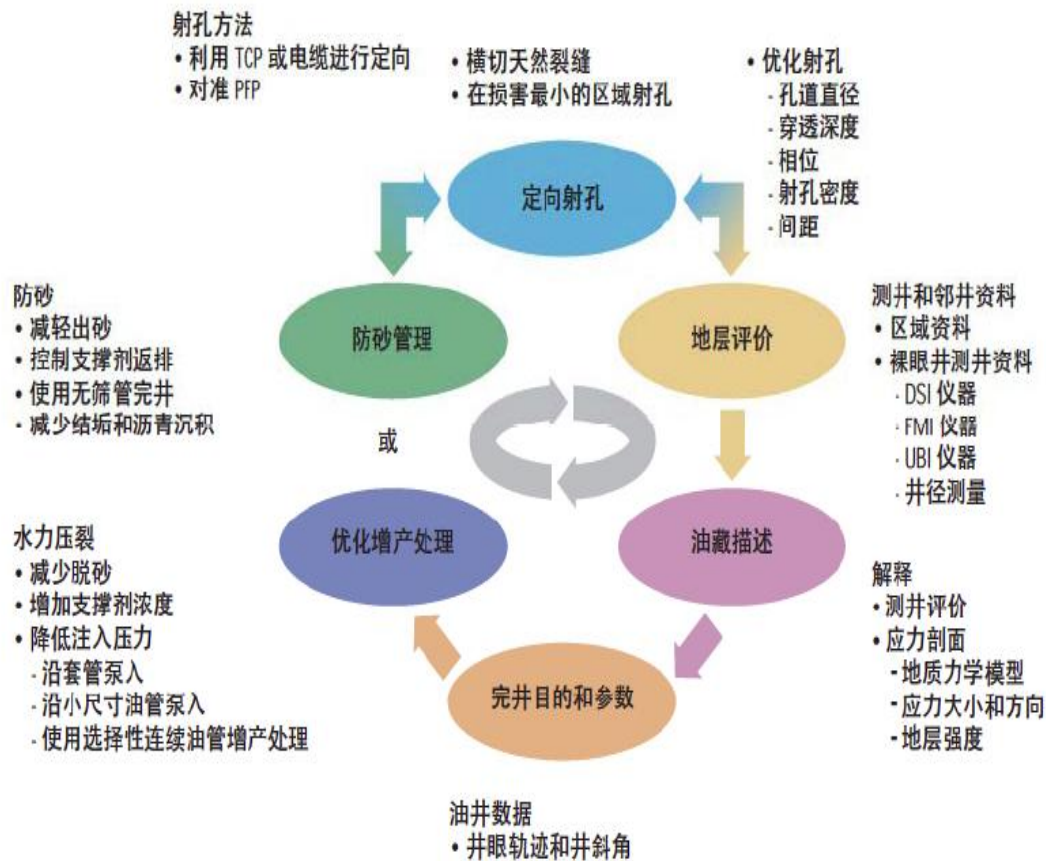 射孔方法
• 利用 TCP 或电缆进行定向
• 对准 PFP
• 横切天然裂缝
• 在损害最小的区域射孔
• 优化射孔
- 孔道直径
- 穿透深度
- 相位
- 射孔密度
- 间距
定向射孔
防砂
• 减轻出砂
• 控制支撑剂返排
• 使用无筛管完井
- 减少结垢和沥青沉积
防砂管理
地层评价
测井和邻井资料
• 区域资料
• 裸眼井测井资料
- DSI 仪器
- FMI 仪器
- UBI 仪器
- 井径测量
或
水力压裂
• 减少脱砂
• 增加支撑剂浓度
• 降低注入压力
- 沿套管泵入
- 沿小尺寸油管泵入
- 使用选择性连续油管增产处理
优化增产处理
油藏描述
解释
• 测井评价
• 应力剖面
- 地质力学模型
- 应力大小和方向
- 地层强度
完井目的和参数
油井数据
• 井眼轨迹和井斜角